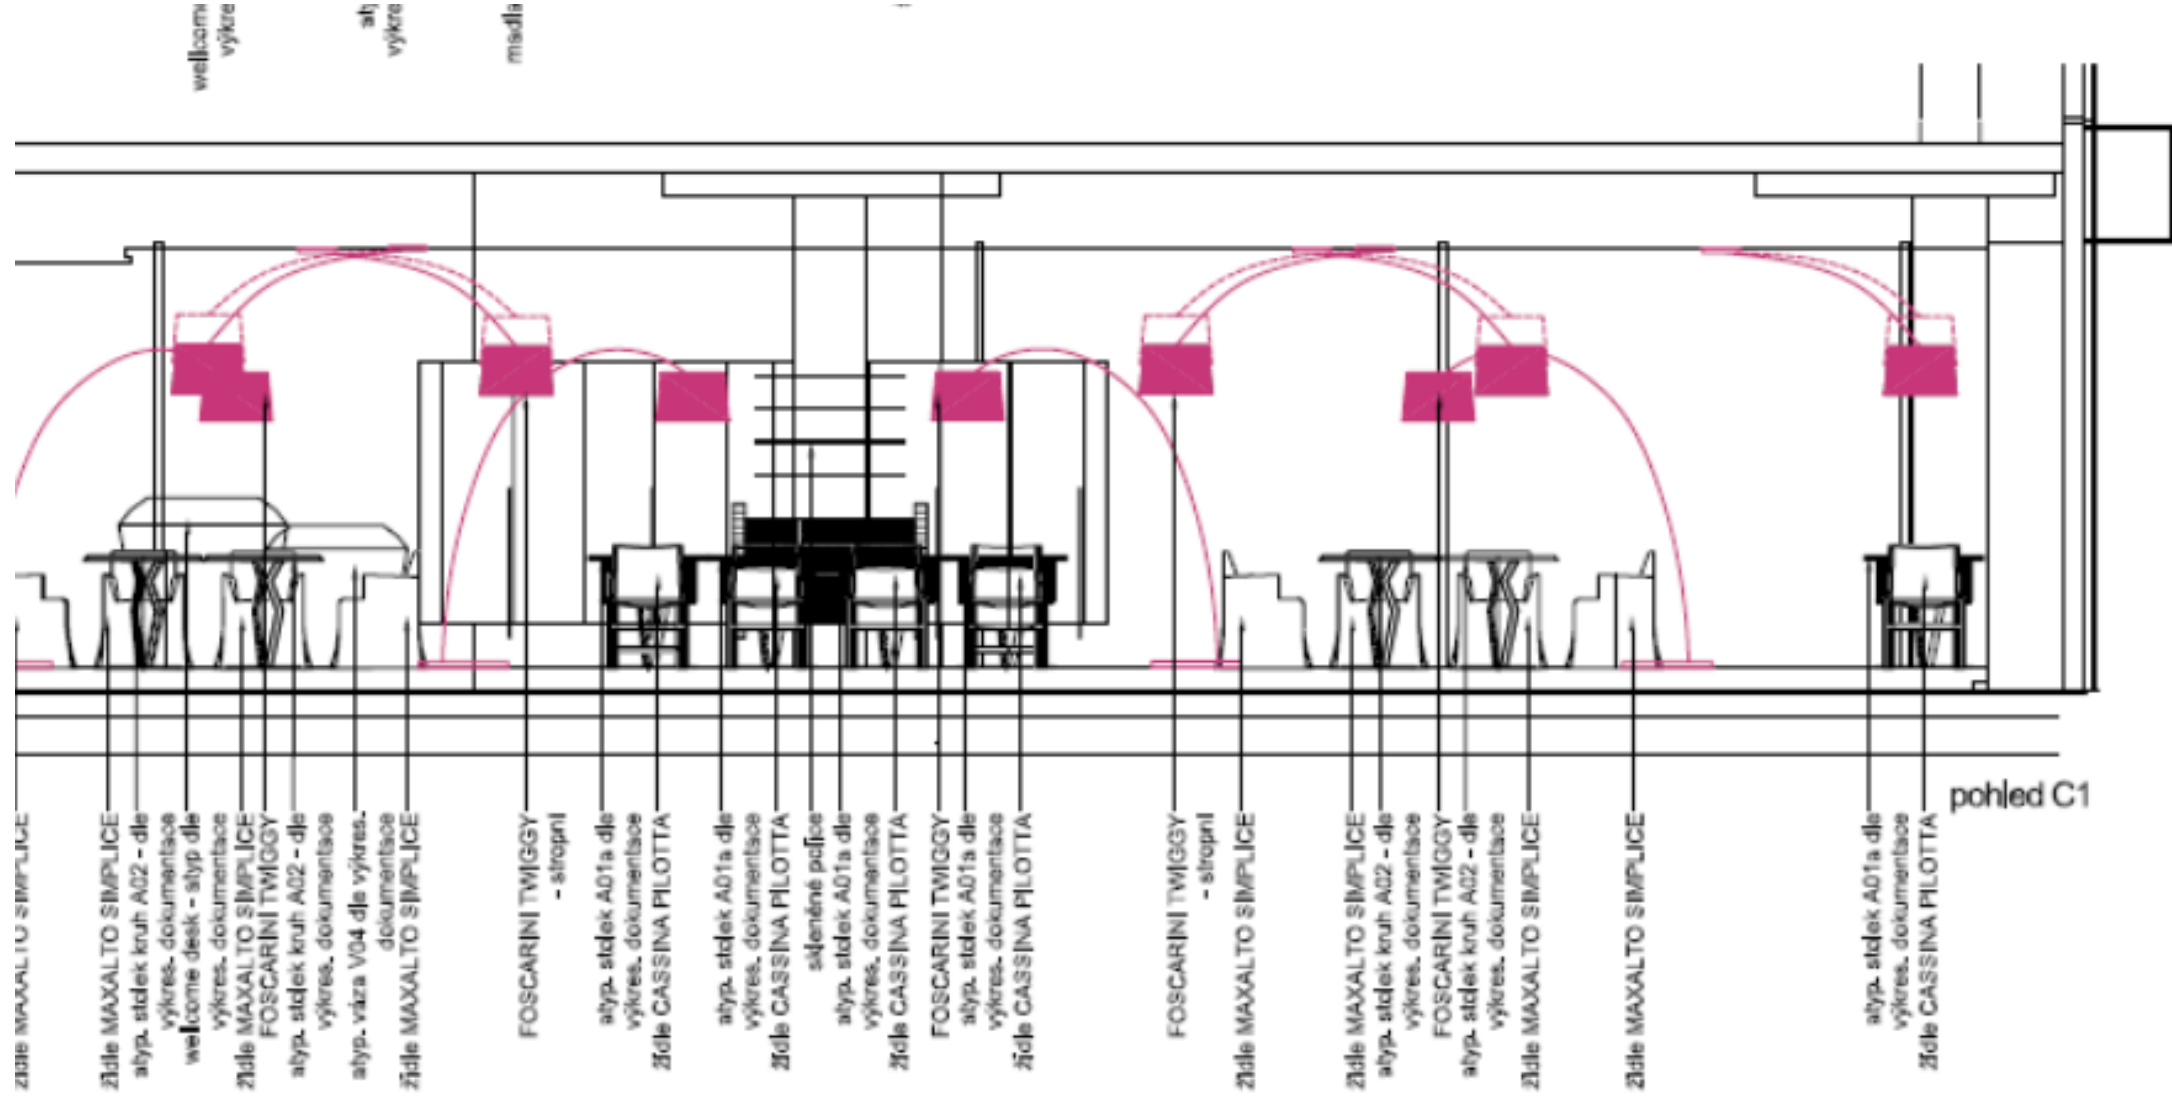 výkre
výkre
madla
pohled C1
židle MAXALTO SIMPLICE
židle MAXALTO SIMPLICE
atyp. stolek kruh A02 - dle
výkres. dokumentace
welcome desk - atyp dle
výkres. dokumentace
židle MAXALTO SIMPLICE
FOSCARINI TWIGGY
atyp. stolek kruh A02 - dle
výkres. dokumentace
atyp. váza V04 dle výkres.
dokumentace
židle MAXALTO SIMPLICE
FOSCARINI TWIGGY
- stropní
atyp. stolek A01a dle
výkres. dokumentace
židle CASSINA PILOTTA
atyp. stolek A01a dle
výkres. dokumentace
židle CASSINA PILOTTA
skleněné police
atyp. stolek A01a dle
výkres. dokumentace
židle CASSINA PILOTTA
FOSCARINI TWIGGY
atyp. stolek A01a dle
výkres. dokumentace
židle CASSINA PILOTTA
FOSCARINI TWIGGY
- stropní
židle MAXALTO SIMPLICE
židle MAXALTO SIMPLICE
atyp. stolek kruh A02 - dle
výkres. dokumentace
FOSCARINI TWIGGY
atyp. stolek kruh A02 - dle
výkres. dokumentace
židle MAXALTO SIMPLICE
židle MAXALTO SIMPLICE
atyp. stolek A01a dle
výkres. dokumentace
židle CASSINA PILOTTA